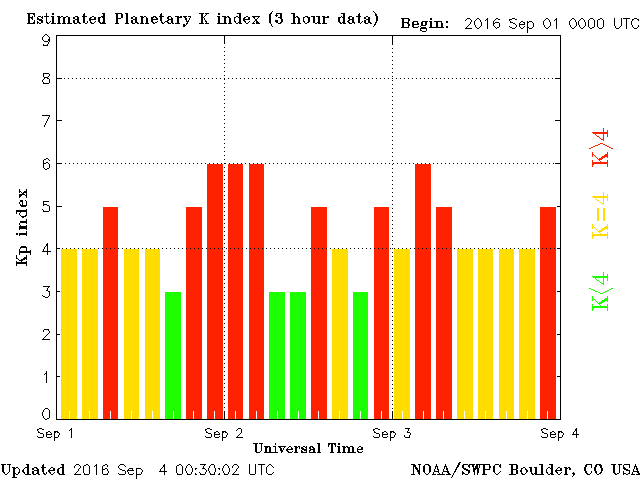 Estimated Planetary K index (3 hour data) Begin: 2016 Sep 01 0000 UTC
9
8
7
6
5
4
3
2
1
0
Kp index
K>4
K=4
K<4
Sep 1 Sep 2 Sep 3 Sep 4
Universal Time
Updated 2016 Sep 4 00:30:02 UTC NOAA/SWPC Boulder, CO USA